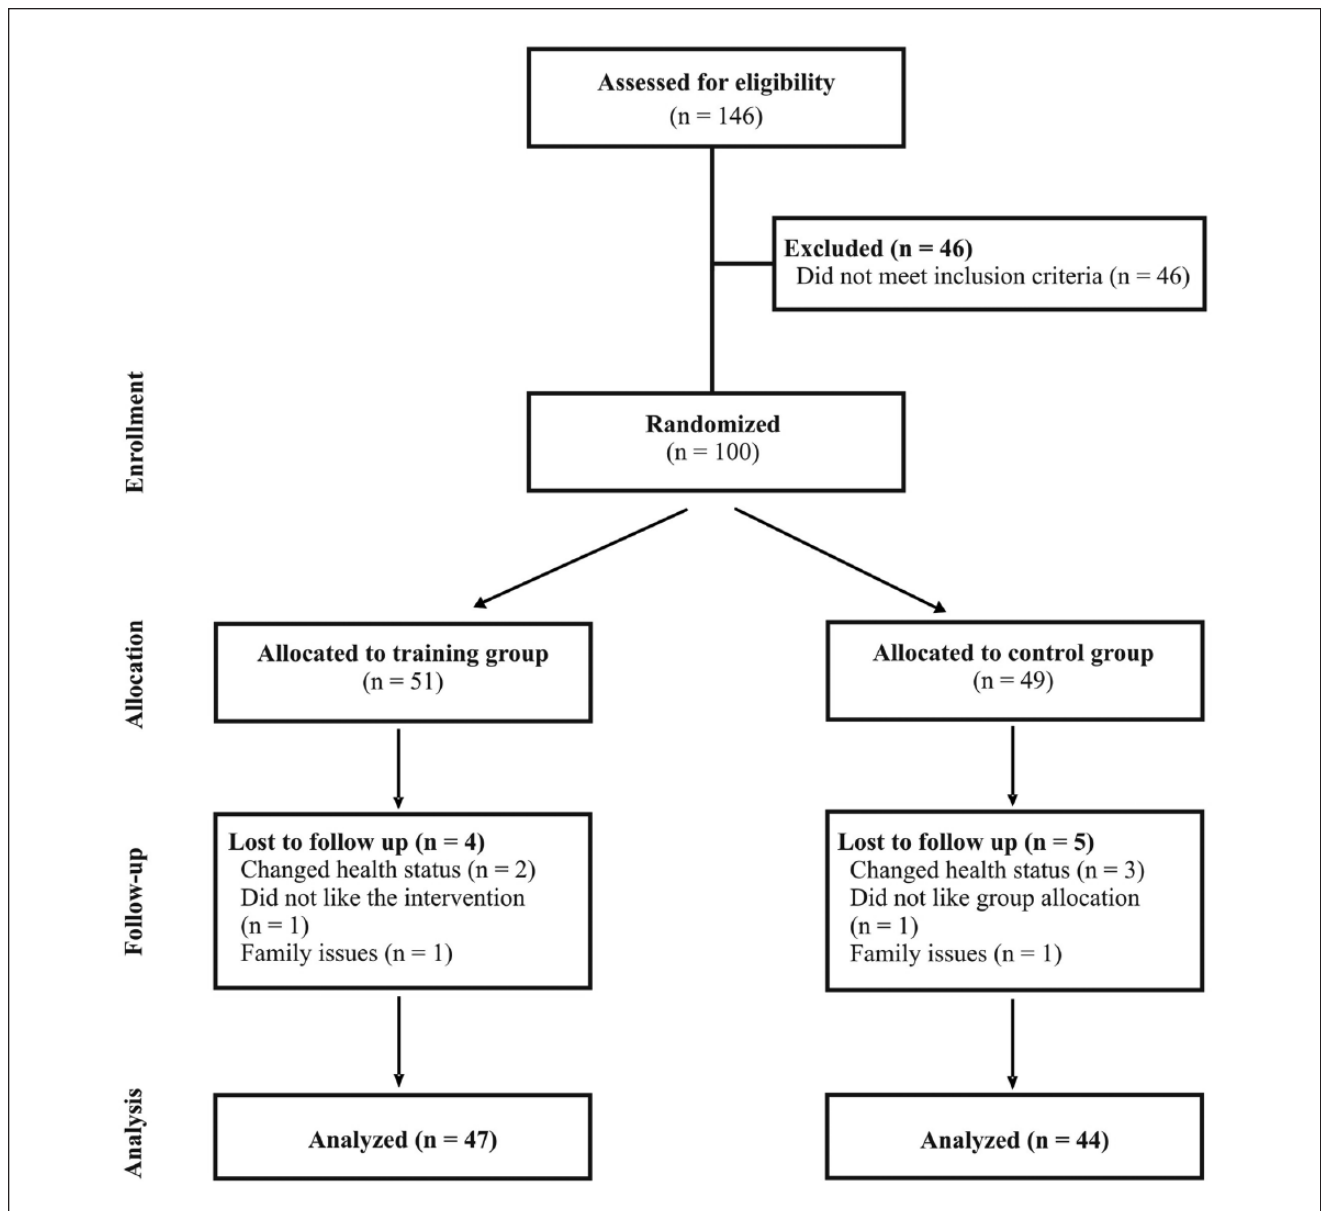 Assessed for eligibility
(n = 146)
Excluded (n = 46)
Did not meet inclusion criteria (n = 46)
Enrollment
Randomized
(n = 100)
Allocation
Allocated to training group
(n = 51)
Allocated to control group
(n = 49)
Follow-up
Lost to follow up (n = 4)
Changed health status (n = 2)
Did not like the intervention
(n = 1)
Family issues (n = 1)
Lost to follow up (n = 5)
Changed health status (n = 3)
Did not like group allocation
(n = 1)
Family issues (n = 1)
Analysis
Analyzed (n = 47)
Analyzed (n = 44)